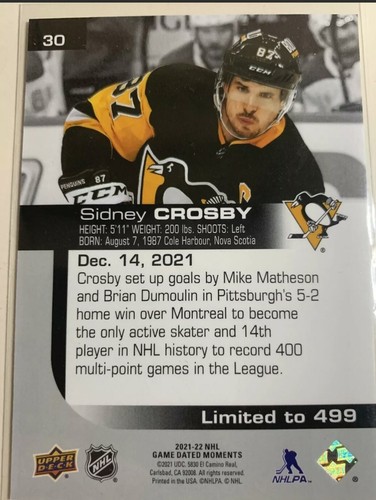 30
87
CCM
87
PENGUINS 87
CCM
Sidney CROSBY
HEIGHT: 5'11" WEIGHT: 200 lbs. SHOOTS: Left
BORN: August 7, 1987 Cole Harbour, Nova Scotia
Dec. 14, 2021
Crosby set up goals by Mike Matheson
and Brian Dumoulin in Pittsburgh's 5-2
home win over Montreal to become
the only active skater and 14th
player in NHL history to record 400
multi-point games in the League.
Limited to 499
2021-22 NHL
GAME DATED MOMENTS
©2021 UDC. 5830 El Camino Real,
Carlsbad, CA 92008. All rights reserved.
Printed in the USA. ©NHLPA. © NHL.
UPPER DECK
NHL
NHLPA